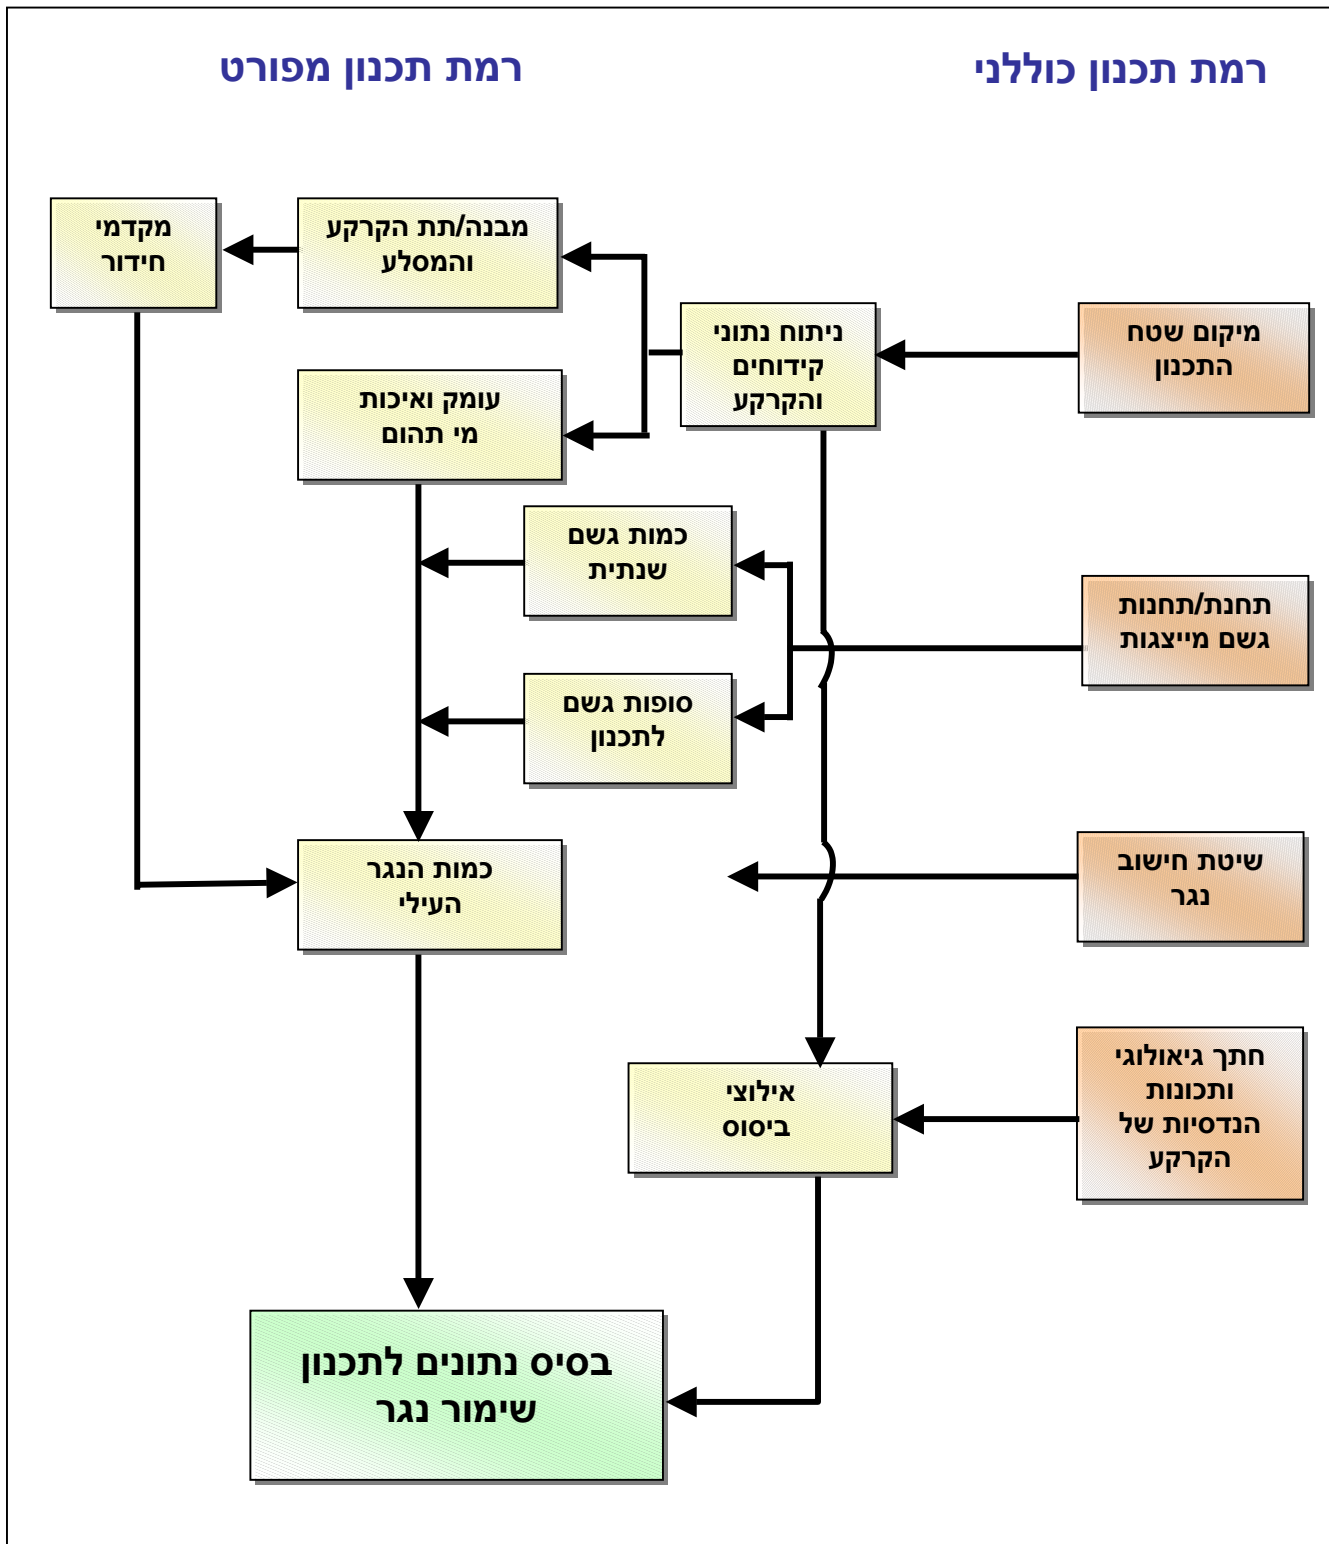 רמת תכנון כוללני
רמת תכנון מפורט
מקדמי
חידור
מבנה/תת הקרקע
והמסלע
ניתוח נתוני
קידוחים
והקרקע
מיקום שטח
התכנון
עומק ואיכות
מי תהום
כמות גשם
שנתית
תחנת/תחנות
גשם מייצגות
סופות גשם
לתכנון
כמות הנגר
העילי
שיטת חישוב
נגר
אילוצי
ביסוס
חתך גיאולוגי
ותכונות
הנדסיות של
הקרקע
בסיס נתונים לתכנון
שימור נגר